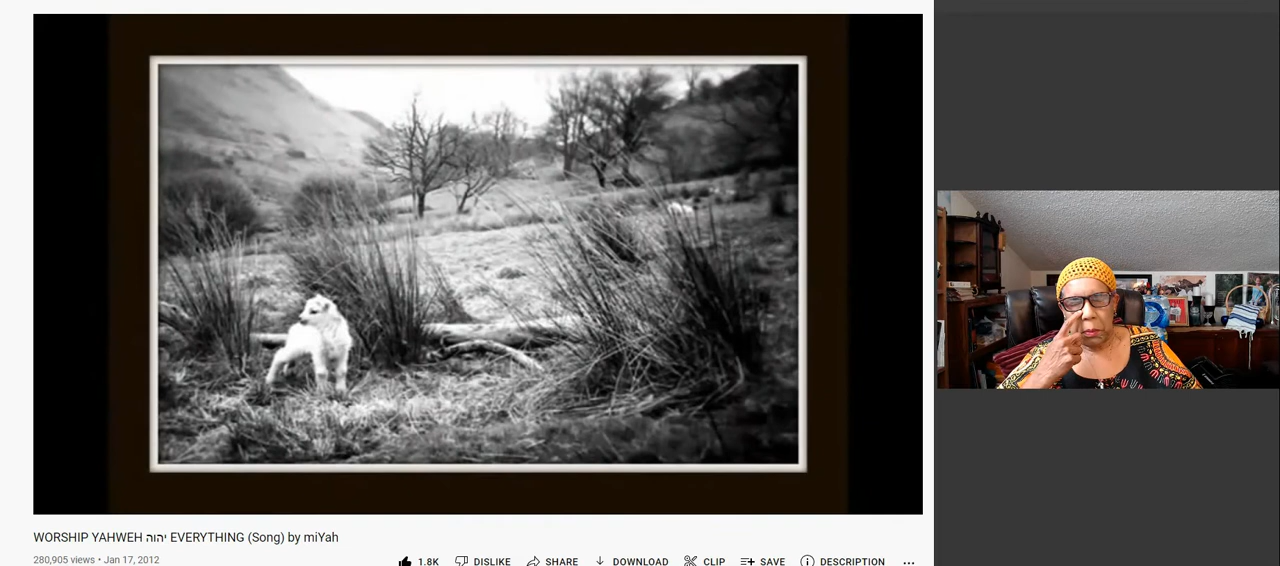 WORSHIP YAHWEH יהוה EVERYTHING (Song) by miYah
280,905 views • Jan 17, 2012 1.8K DISLIKE SHARE DOWNLOAD CLIP SAVE DESCRIPTION ...